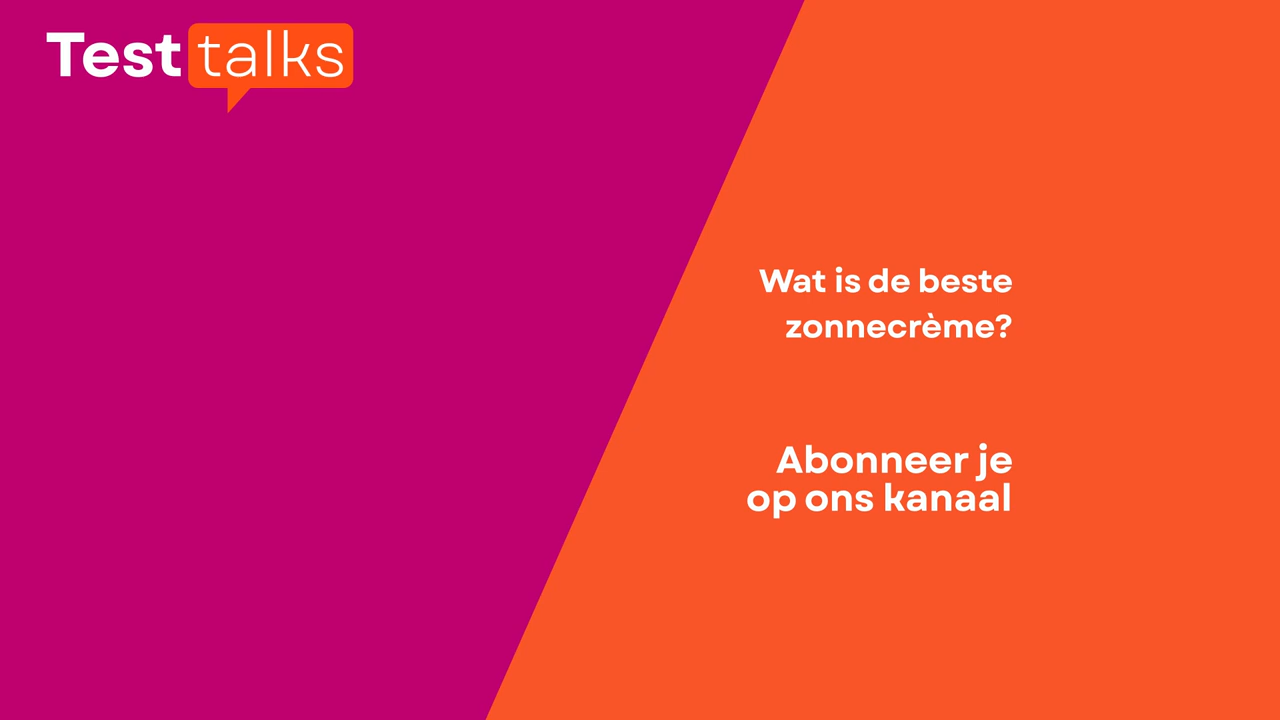 Test talks
Wat is de beste
zonnecrème?
Abonneer je
op ons kanaal